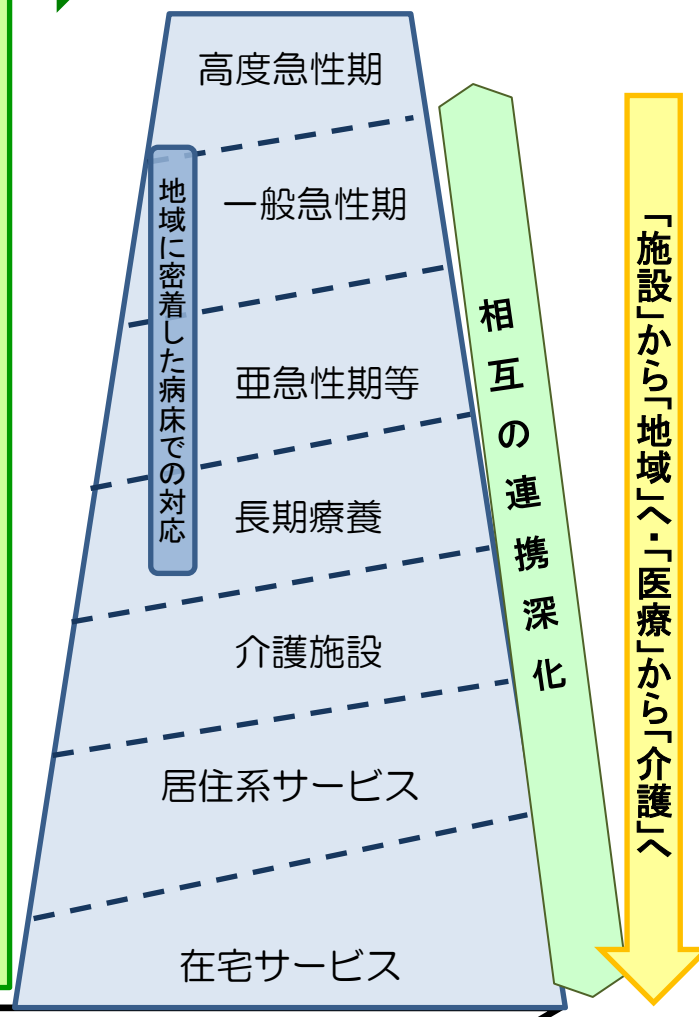 高度急性期
一般急性期
亜急性期等
長期療養
介護施設
居住系サービス
在宅サービス
地域に密着した病床での対応
相互の連携深化
「施設」から「地域」へ・「医療」から「介護」へ